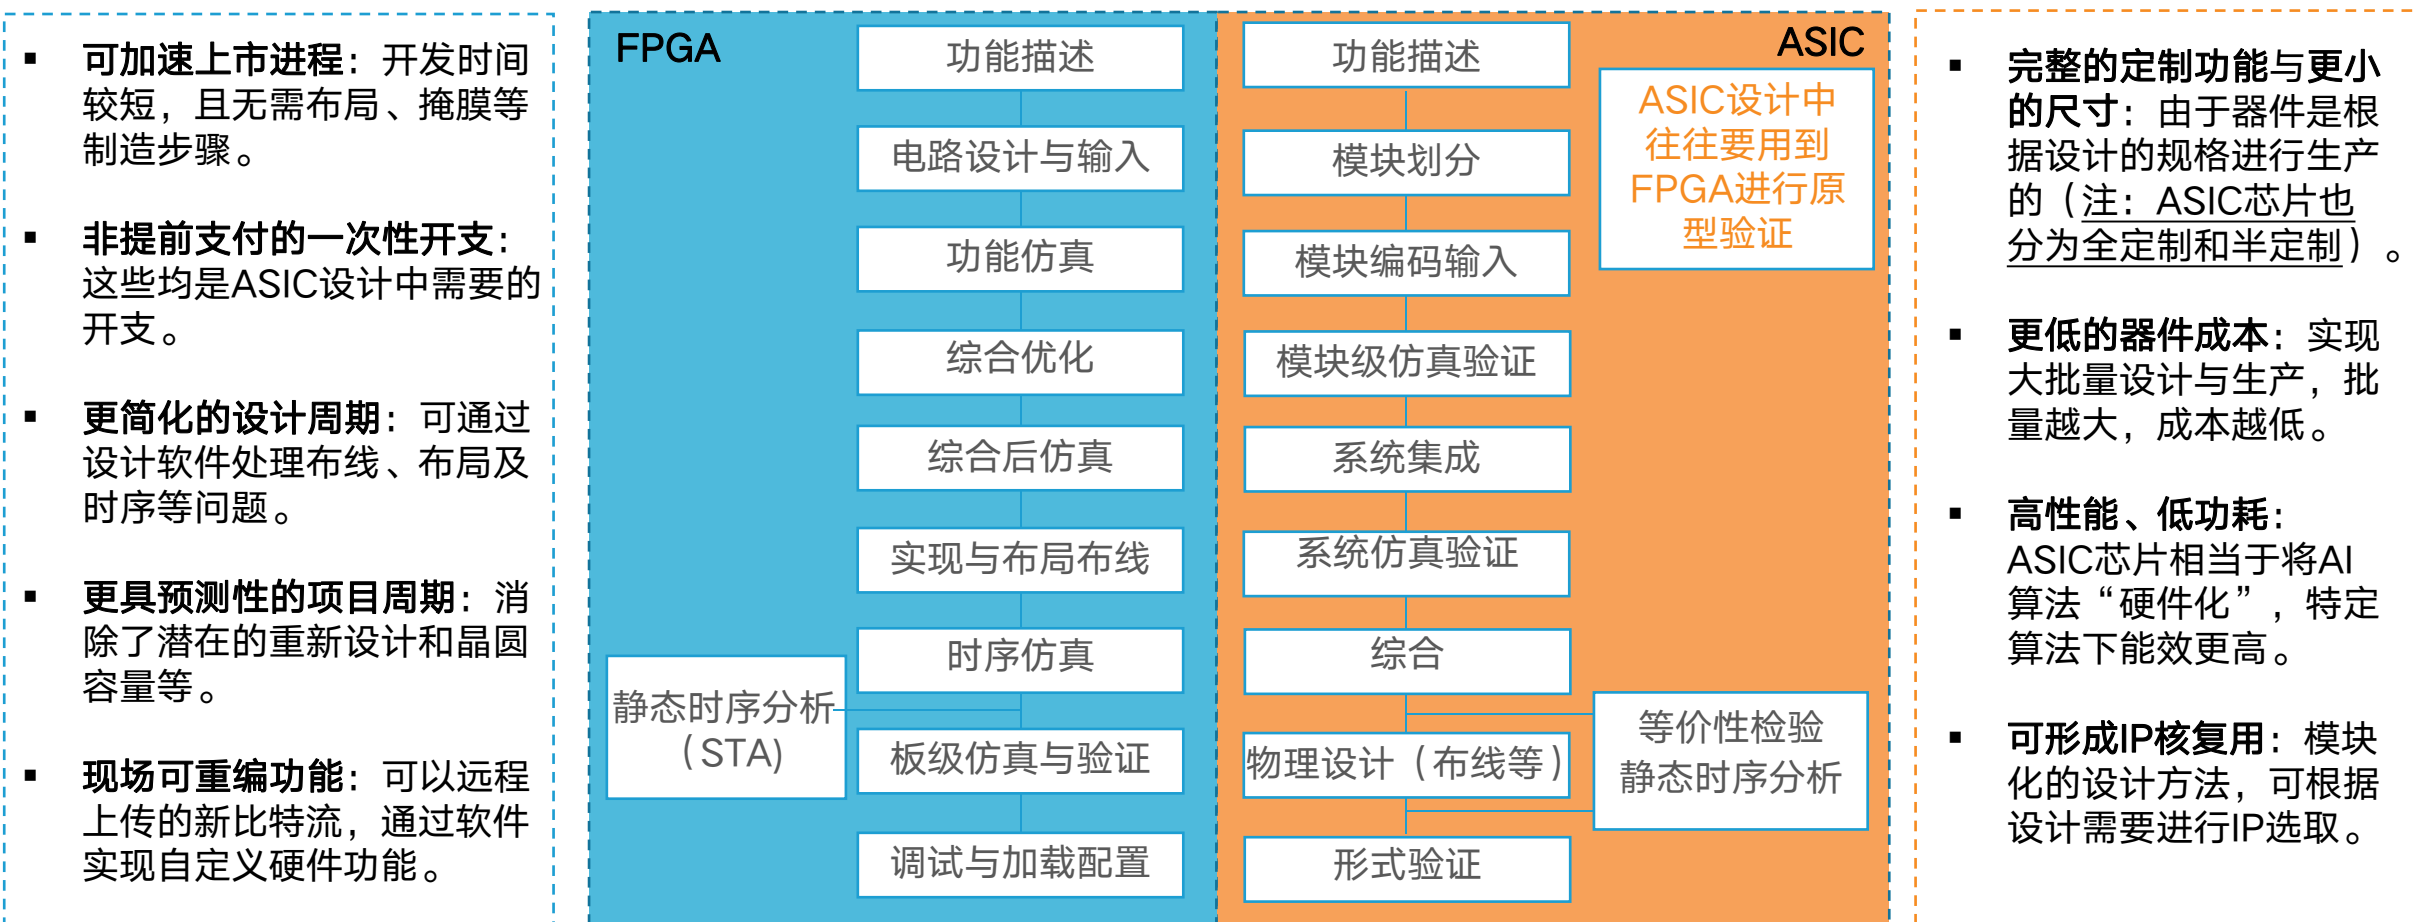 ▪ 可加速上市进程：开发时间
较短，且无需布局、掩膜等
制造步骤。
▪ 非提前支付的一次性开支：
这些均是ASIC设计中需要的
开支。
▪ 更简化的设计周期：可通过
设计软件处理布线、布局及
时序等问题。
▪ 更具预测性的项目周期：消
除了潜在的重新设计和晶圆
容量等。
▪ 现场可重编功能：可以远程
上传的新比特流，通过软件
实现自定义硬件功能。
FPGA
功能描述
电路设计与输入
功能仿真
综合优化
综合后仿真
实现与布局布线
时序仿真
静态时序分析
（STA)
板级仿真与验证
调试与加载配置
ASIC
功能描述
模块划分
模块编码输入
模块级仿真验证
系统集成
系统仿真验证
综合
物理设计（布线等）
形式验证
ASIC设计中
往往要用到
FPGA进行原
型验证
等价性检验
静态时序分析
▪ 完整的定制功能与更小
的尺寸：由于器件是根
据设计的规格进行生产
的（注：ASIC芯片也
分为全定制和半定制）。
▪ 更低的器件成本：实现
大批量设计与生产，批
量越大，成本越低。
▪ 高性能、低功耗：
ASIC芯片相当于将AI
算法“硬件化”，特定
算法下能效更高。
▪ 可形成IP核复用：模块
化的设计方法，可根据
设计需要进行IP选取。